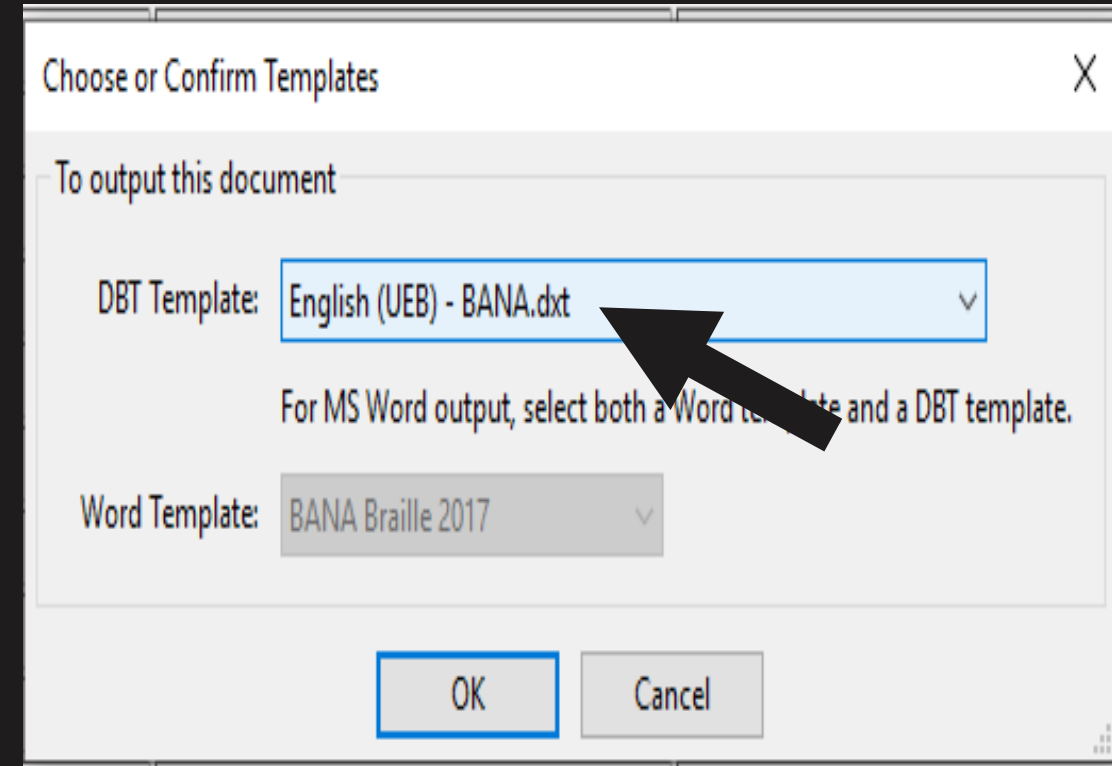 Choose or Confirm Templates X
To output this document
DBT Template: English (UEB) - BANA.dxt
For MS Word output, select both a Word and a DBT template.
Word Template: BANA Braille 2017
OK Cancel